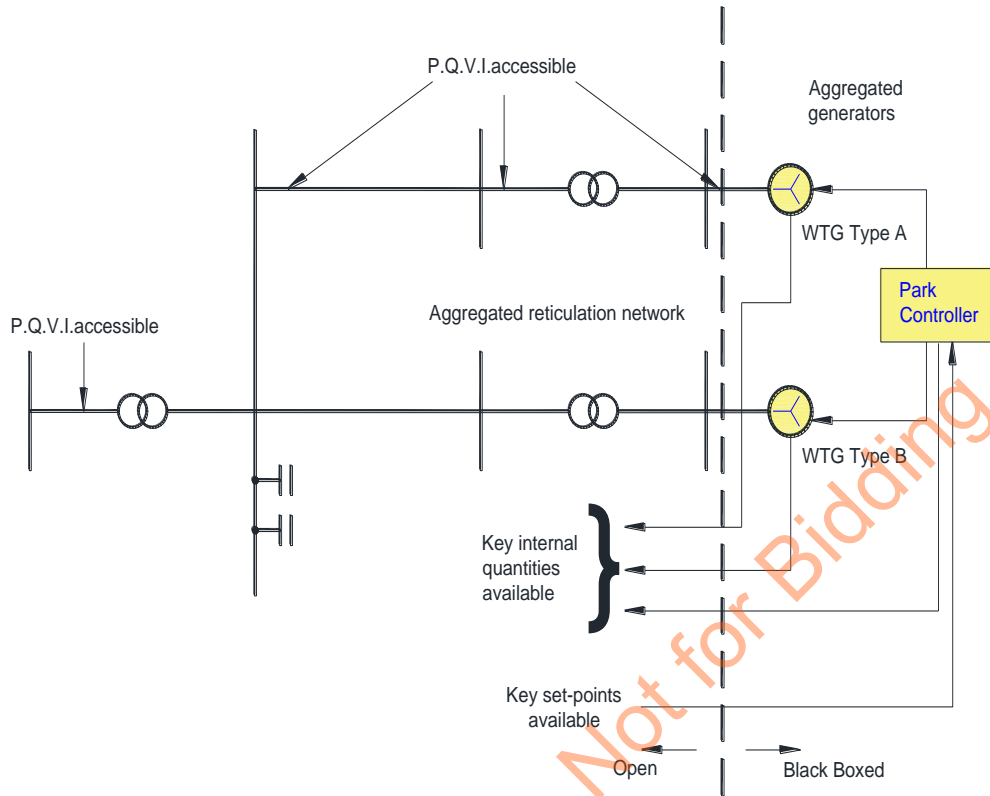 P.Q.V.I.accessible
Aggregated
generators
WTG Type A
Park
Controller
P.Q.V.I.accessible
Aggregated reticulation network
WTG Type B
Key internal
quantities
available
Key set-points
available
Open
Black Boxed
Not for Bidding